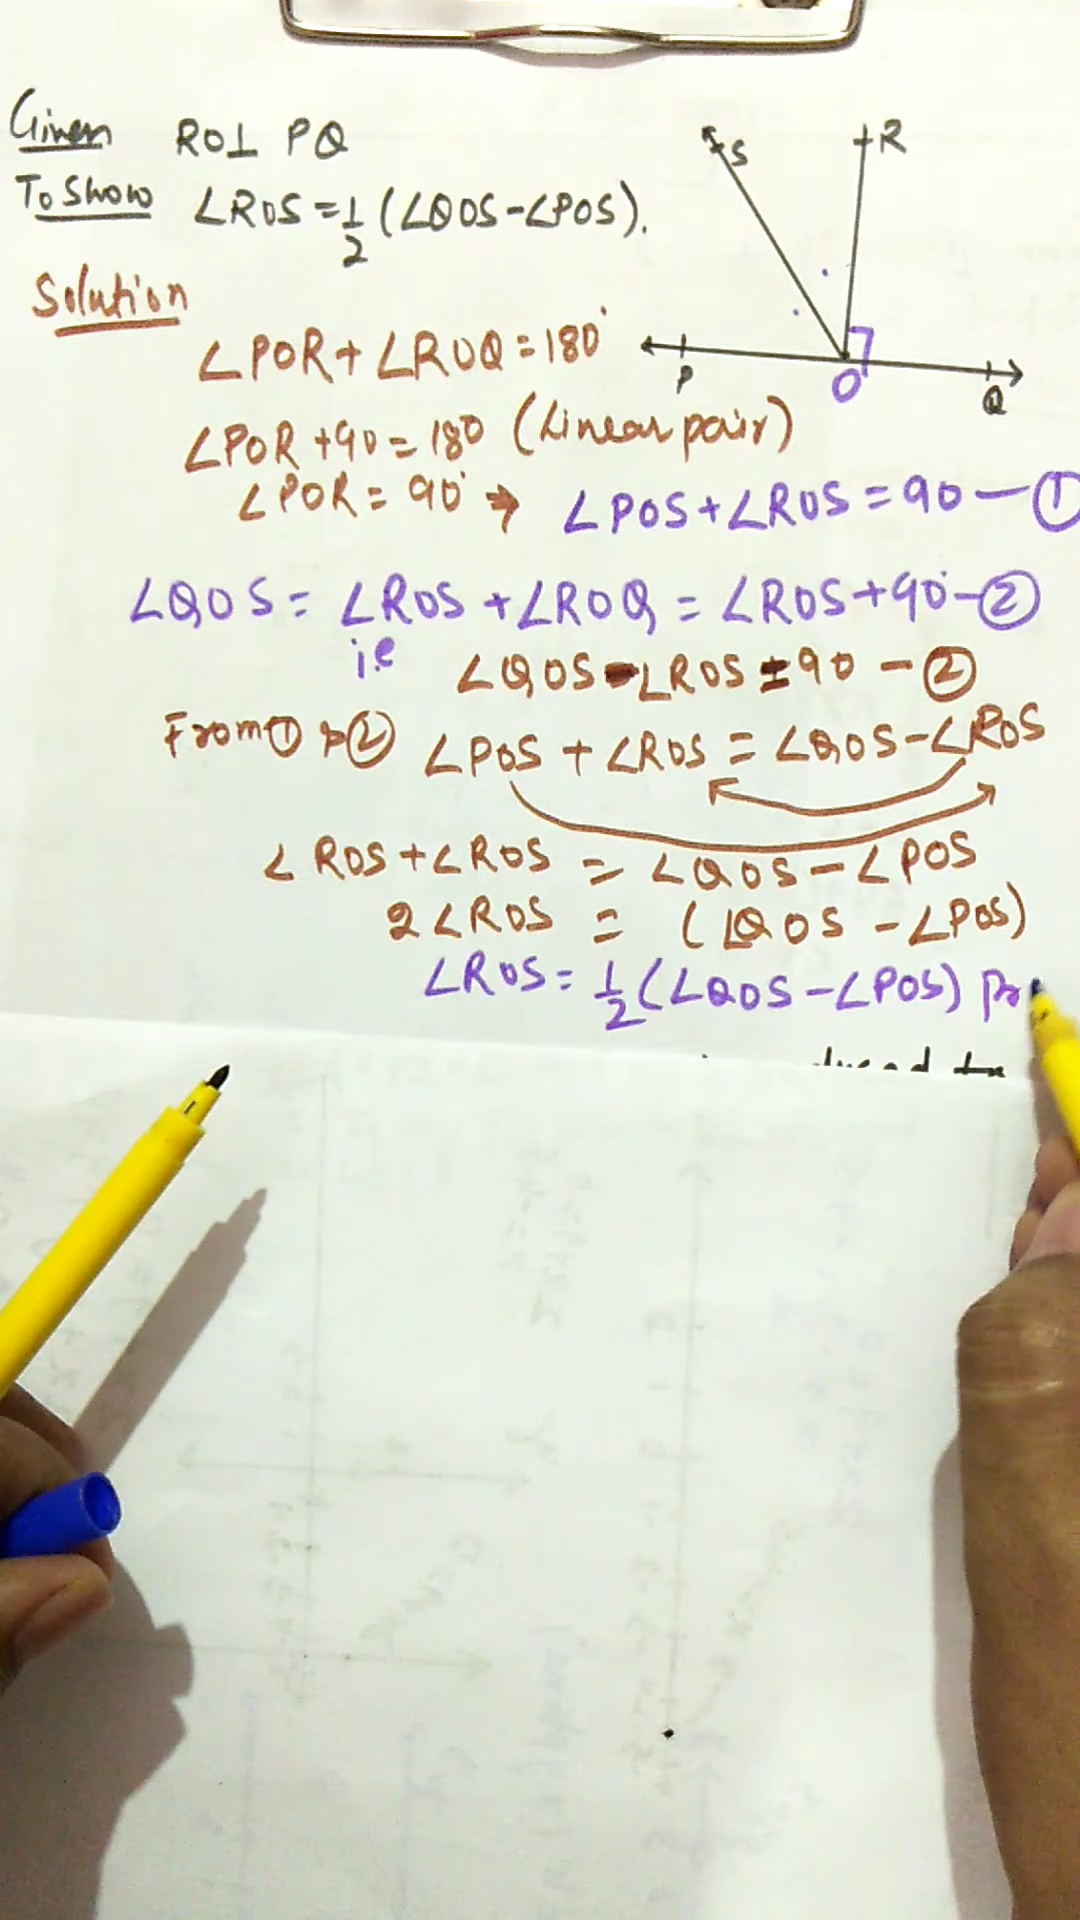 Given RO⊥ PQ
To Show ∠ROS = 1/2 (∠QOS - ∠POS).
S
R
P
O
Q
Solution
∠POR + ∠ROQ = 180°
∠POR + 90 = 180 (Linear pair)
∠POR = 90° → ∠POS + ∠ROS = 90 — ①
∠QOS = ∠ROS + ∠ROQ = ∠ROS + 90° - ②
i.e ∠QOS - ∠ROS = 90 - ②
From ① & ② ∠POS + ∠ROS = ∠QOS - ∠ROS
∠ROS + ∠ROS = ∠QOS - ∠POS
2∠ROS = (∠QOS - ∠POS)
∠ROS = 1/2 (∠QOS - ∠POS) Pr